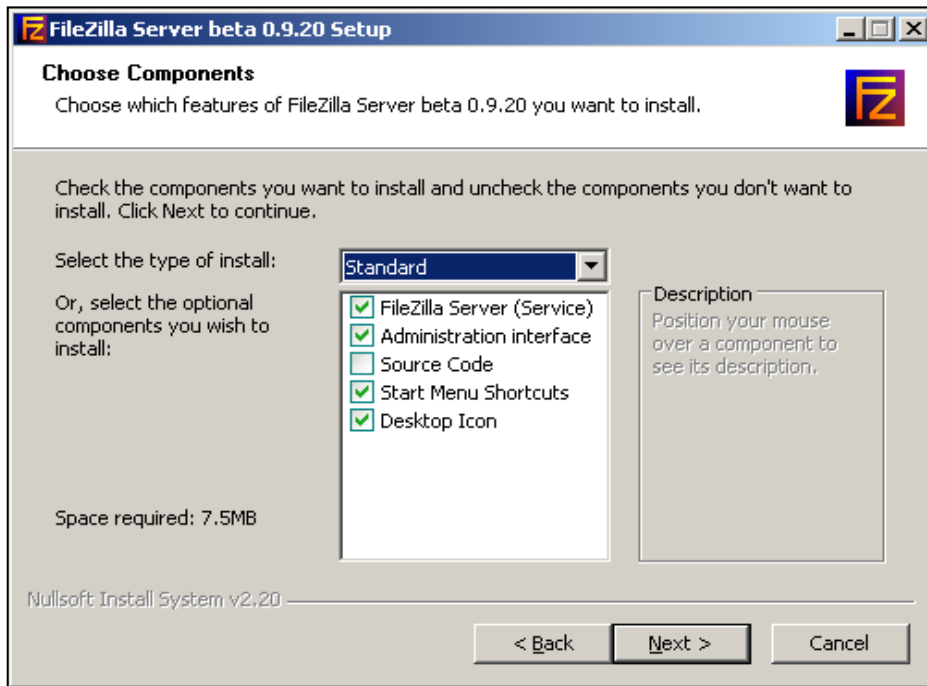 FileZilla Server beta 0.9.20 Setup
Choose Components
Choose which features of FileZilla Server beta 0.9.20 you want to install.
FZ
Check the components you want to install and uncheck the components you don't want to
install. Click Next to continue.
Select the type of install:
Standard
Or, select the optional
components you wish to
install:
FileZilla Server (Service)
Administration interface
Source Code
Start Menu Shortcuts
Desktop Icon
Description
Position your mouse
over a component to
see its description.
Space required: 7.5MB
Nullsoft Install System v2.20
< Back
Next >
Cancel